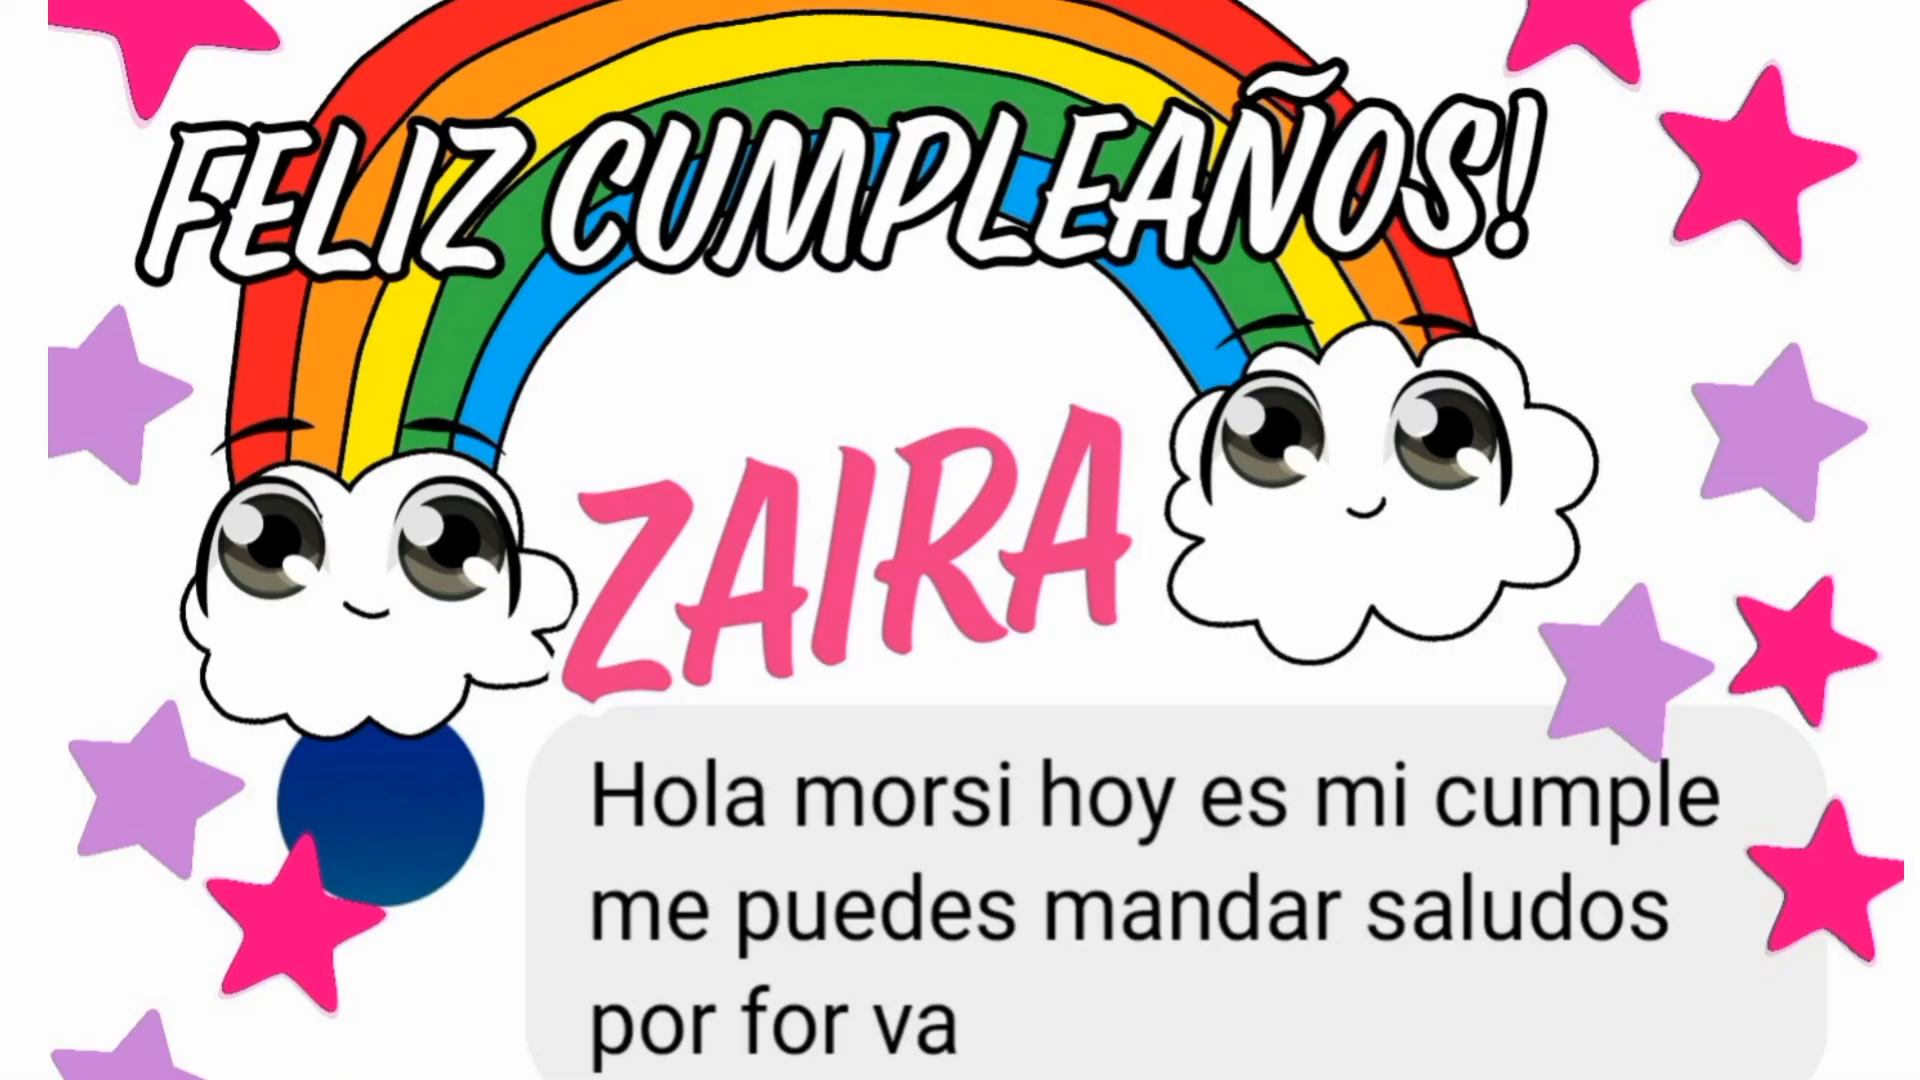 FELIZ CUMPLEAÑOS!
ZAIRA
Hola morsi hoy es mi cumple
me puedes mandar saludos
por for va